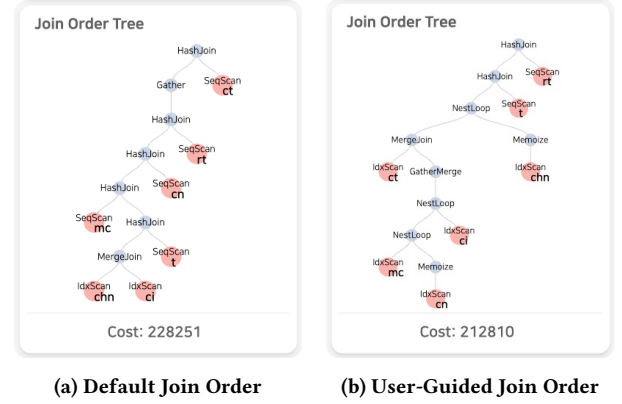 Join Order Tree
HashJoin
Gather
SeqScan
ct
HashJoin
HashJoin
SeqScan
rt
HashJoin
SeqScan
cn
SeqScan
mc
HashJoin
MergeJoin
SeqScan
t
IdxScan
chn
IdxScan
ci
Cost: 228251
(a) Default Join Order
Join Order Tree
HashJoin
HashJoin
SeqScan
rt
NestLoop
SeqScan
t
MergeJoin
Memoize
IdxScan
ct
GatherMerge
IdxScan
chn
NestLoop
NestLoop
IdxScan
ci
IdxScan
mc
Memoize
IdxScan
cn
Cost: 212810
(b) User-Guided Join Order